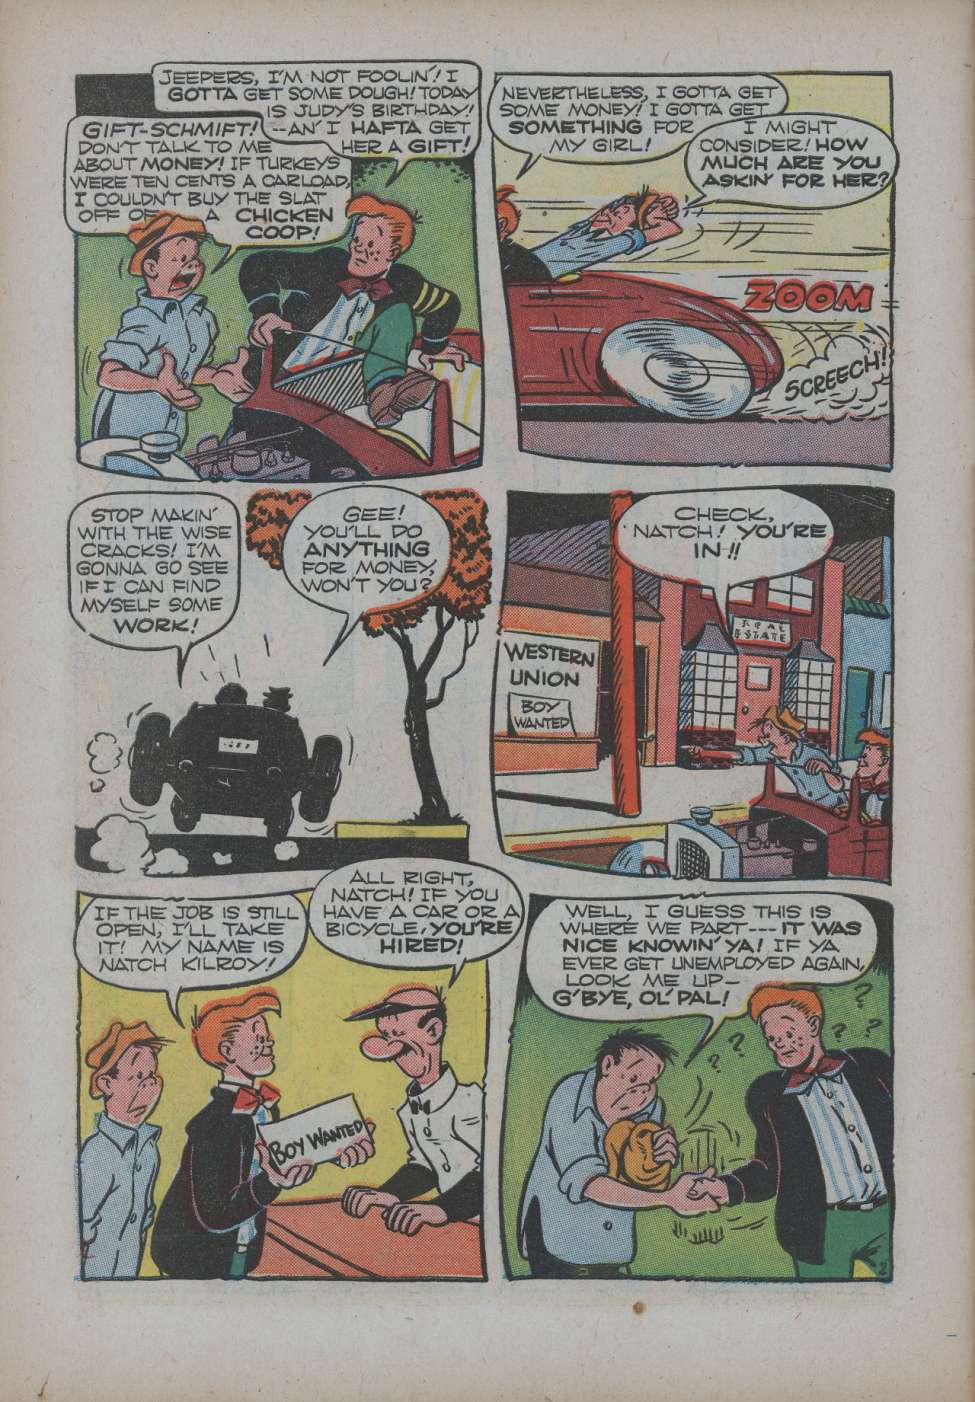 JEEPERS, I'M NOT FOOLIN'! I
GOTTA GET SOME DOUGH! TODAY
IS JUDY'S BIRTHDAY!
--AN' I HAFTA GET
HER A GIFT!
GIFT-SCHMIFT!
DON'T TALK TO ME
ABOUT MONEY! IF TURKEYS
WERE TEN CENTS A CARLOAD,
I COULDN'T BUY THE SLAT
OFF OF A CHICKEN
COOP!
NEVERTHELESS, I GOTTA GET
SOME MONEY! I GOTTA GET
SOMETHING FOR
MY GIRL!
I MIGHT
CONSIDER! HOW
MUCH ARE YOU
ASKIN' FOR HER?
ZOOM
SCREECH!
STOP MAKIN'
WITH THE WISE
CRACKS! I'M
GONNA GO SEE
IF I CAN FIND
MYSELF SOME
WORK!
GEE!
YOU'LL DO
ANYTHING
FOR MONEY,
WON'T YOU?
CHECK,
NATCH! YOU'RE
IN!!
REAL
ESTATE
WESTERN
UNION
BOY
WANTED
IF THE JOB IS STILL
OPEN, I'LL TAKE
IT! MY NAME IS
NATCH KILROY!
ALL RIGHT,
NATCH! IF YOU
HAVE A CAR OR A
BICYCLE, YOU'RE
HIRED!
BOY WANTED
WELL, I GUESS THIS IS
WHERE WE PART--- IT WAS
NICE KNOWIN' YA! IF YA
EVER GET UNEMPLOYED AGAIN,
LOOK ME UP-
G'BYE, OL' PAL!
? ? ? ? ?
2